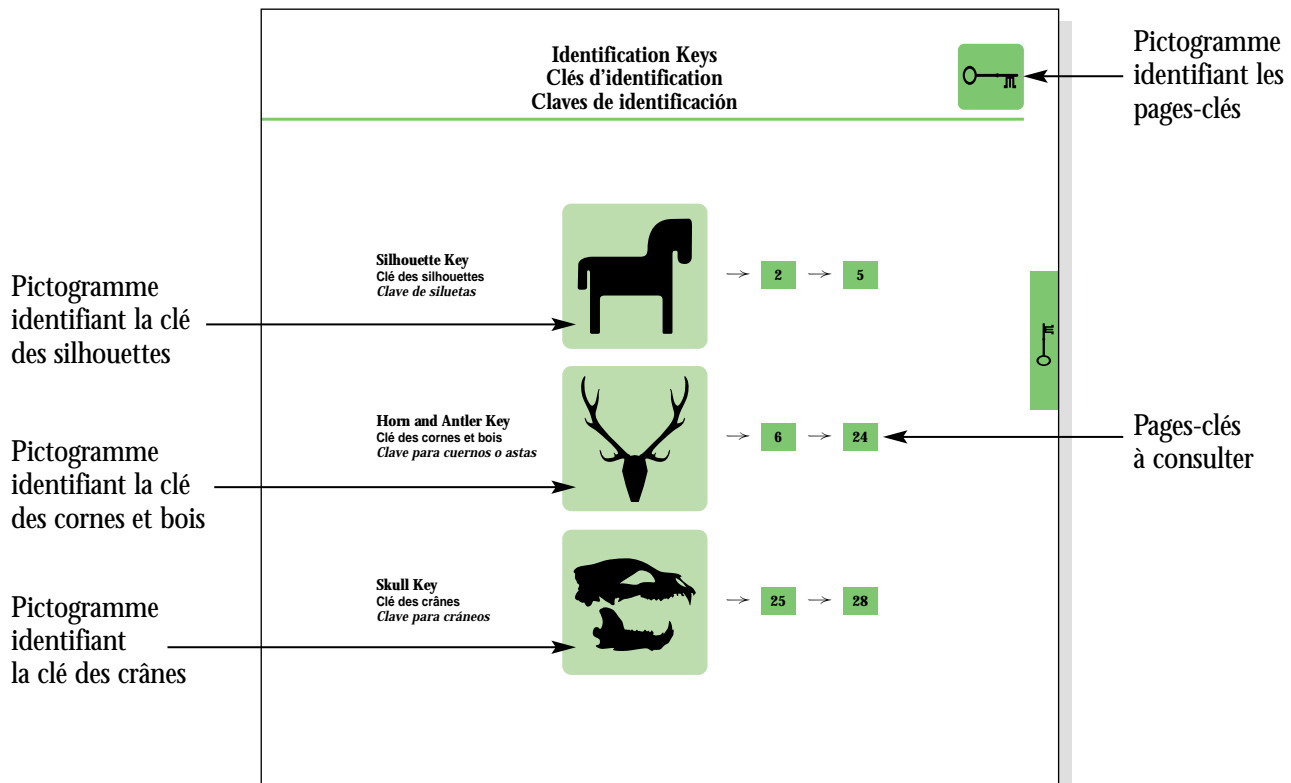 Identification Keys
Clés d'identification
Claves de identificación
Pictogramme
identifiant les
pages-clés
Silhouette Key
Clé des silhouettes
Clave de siluetas
2
5
Pictogramme
identifiant la clé
des silhouettes
Horn and Antler Key
Clé des cornes et bois
Clave para cuernos o astas
6
24
Pages-clés
à consulter
Pictogramme
identifiant la clé
des cornes et bois
Skull Key
Clé des crânes
Clave para cráneos
25
28
Pictogramme
identifiant
la clé des crânes